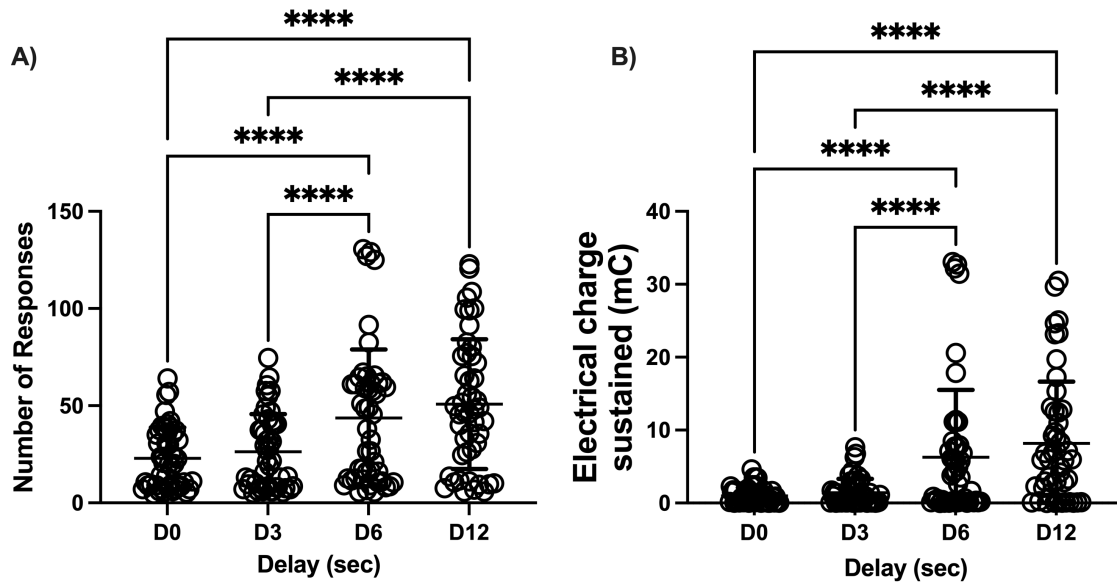 A)
****
****
****
****
150
100
50
0
Number of Responses
D0 D3 D6 D12
Delay (sec)
B)
****
****
****
****
40
30
20
10
0
Electrical charge
sustained (mC)
D0 D3 D6 D12
Delay (sec)